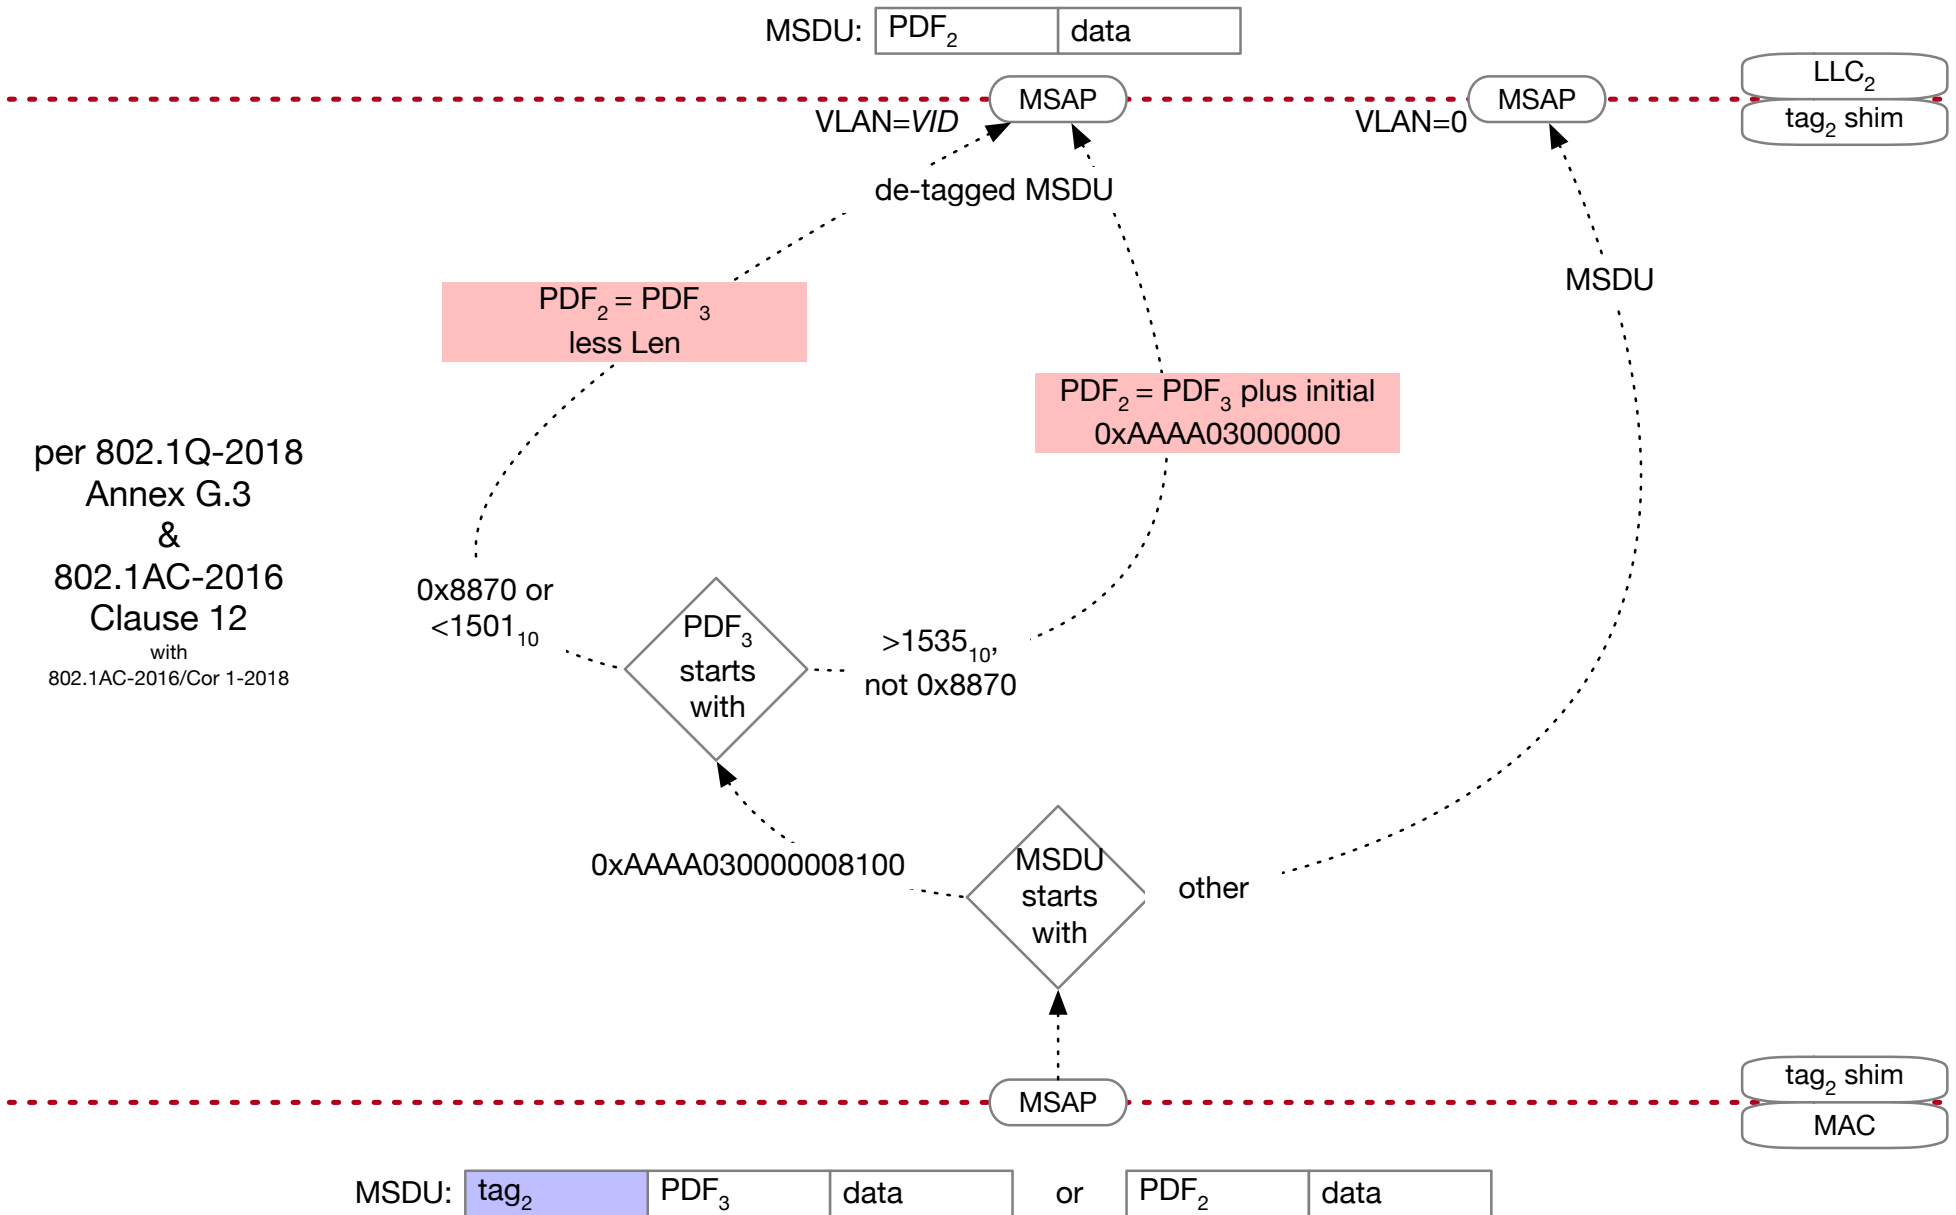 MSDU: PDF₂ data
LLC₂
MSAP MSAP
VLAN=VID VLAN=0 tag₂ shim
de-tagged MSDU
MSDU
PDF₂ = PDF₃
less Len
PDF₂ = PDF₃ plus initial
0xAAAA03000000
per 802.1Q-2018
Annex G.3
&
802.1AC-2016
Clause 12
with
802.1AC-2016/Cor 1-2018
0x8870 or
<1501₁₀
PDF₃
starts
with
>1535₁₀,
not 0x8870
0xAAAA030000008100
MSDU
starts
with
other
tag₂ shim
MSAP
MAC
MSDU: tag₂ PDF₃ data or PDF₂ data